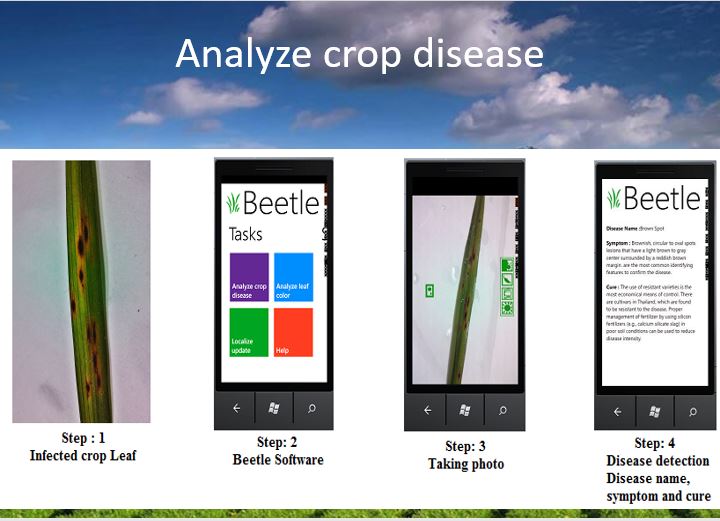 Analyze crop disease
Beetle
Tasks
Analyze crop
disease
Analyze leaf
color
Localize
update
Help
Beetle
Disease Name :Brown Spot
Symptom : Brownish, circular to oval spots
lesions that have a light brown to gray
center surrounded by a reddish brown
margin. are the most common identifying
features to confirm the disease.
Cure : The use of resistant varieties is the
most economical means of control. There
are cultivars in Thailand, which are found
to be resistant to the disease. Proper
management of fertilizer by using silicon
fertilizers (e.g., calcium silicate slag) in
poor soil conditions can be used to reduce
disease intensity.
Step : 1
Infected crop Leaf
Step: 2
Beetle Software
Step: 3
Taking photo
Step: 4
Disease detection
Disease name,
symptom and cure